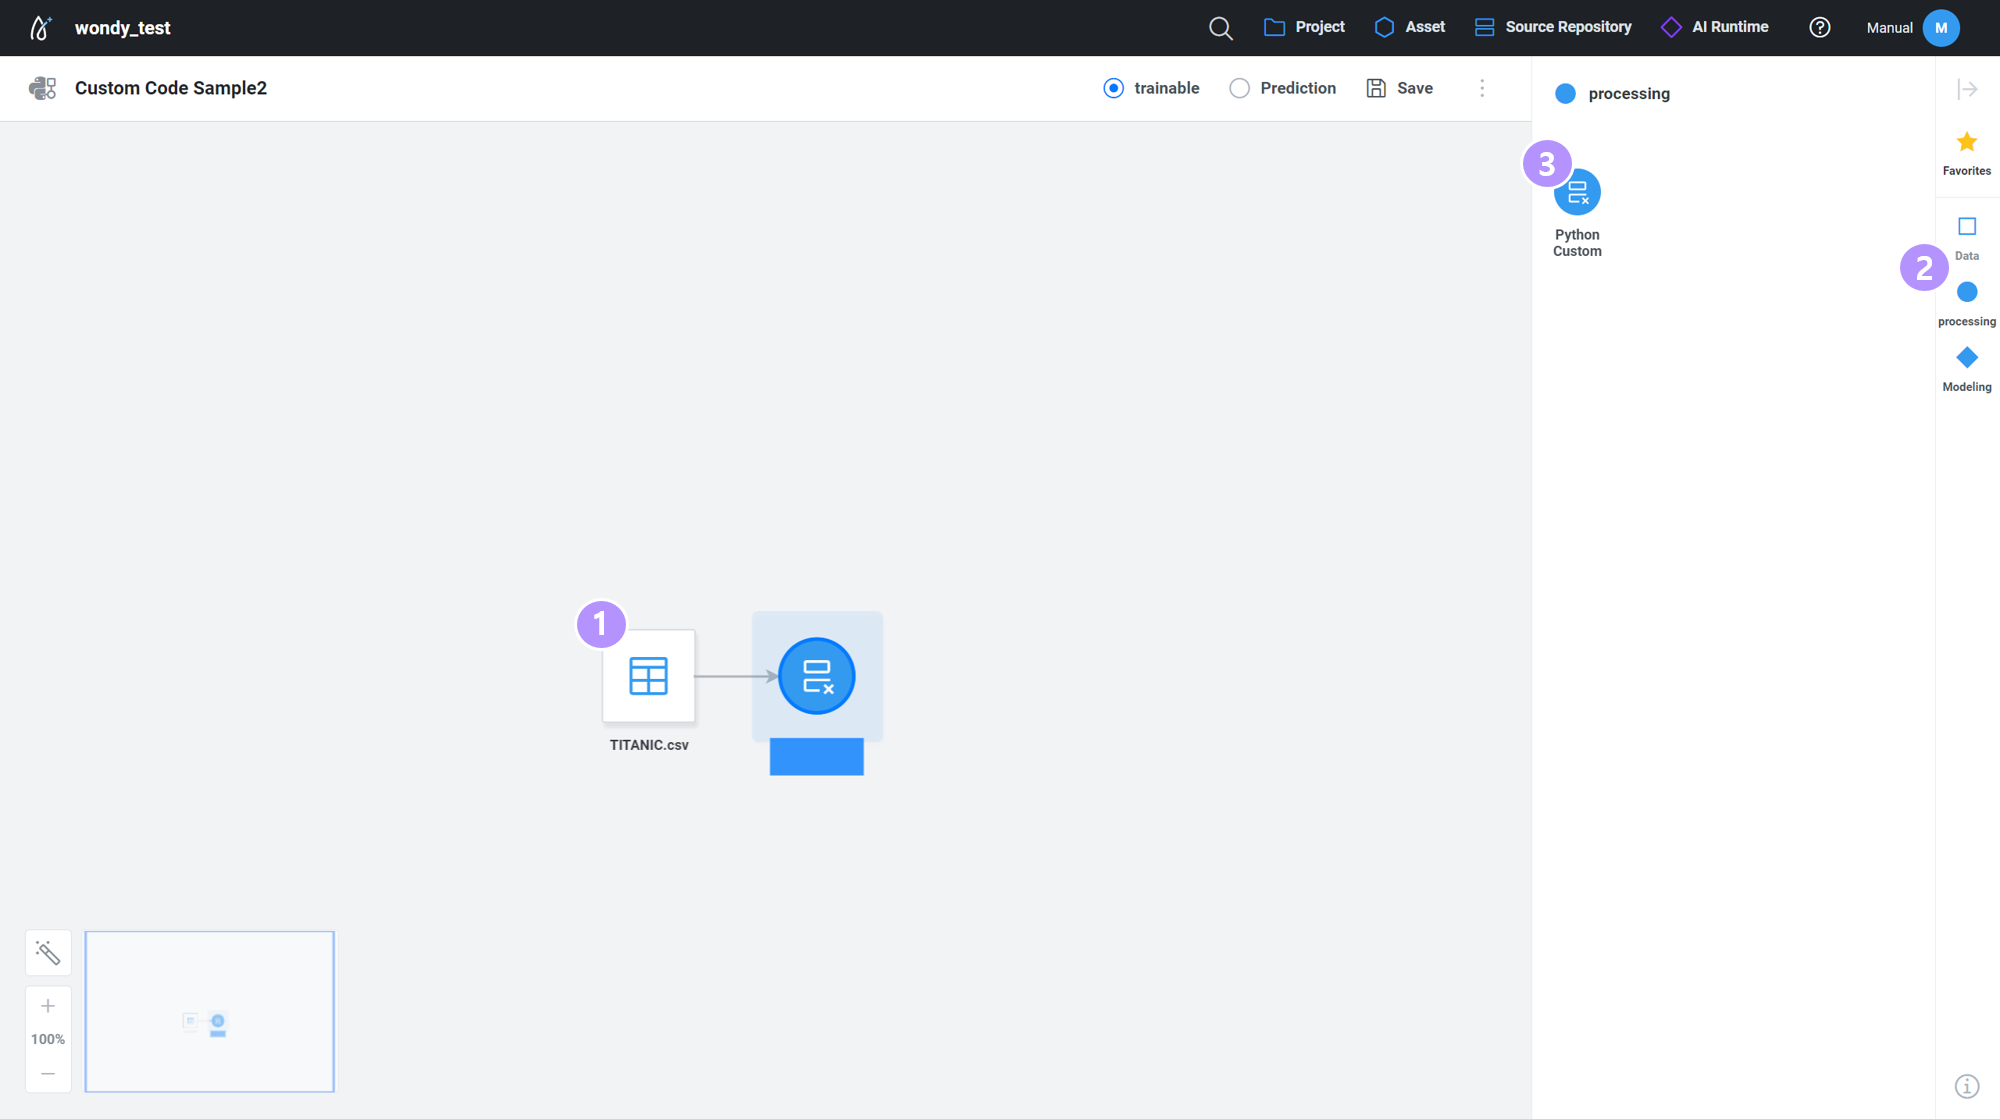 wondy_test
Project
Asset
Source Repository
AI Runtime
Manual
M
Custom Code Sample2
trainable
Prediction
Save
processing
Favorites
3
Python
Custom
Data
2
processing
Modeling
1
TITANIC.csv
100%